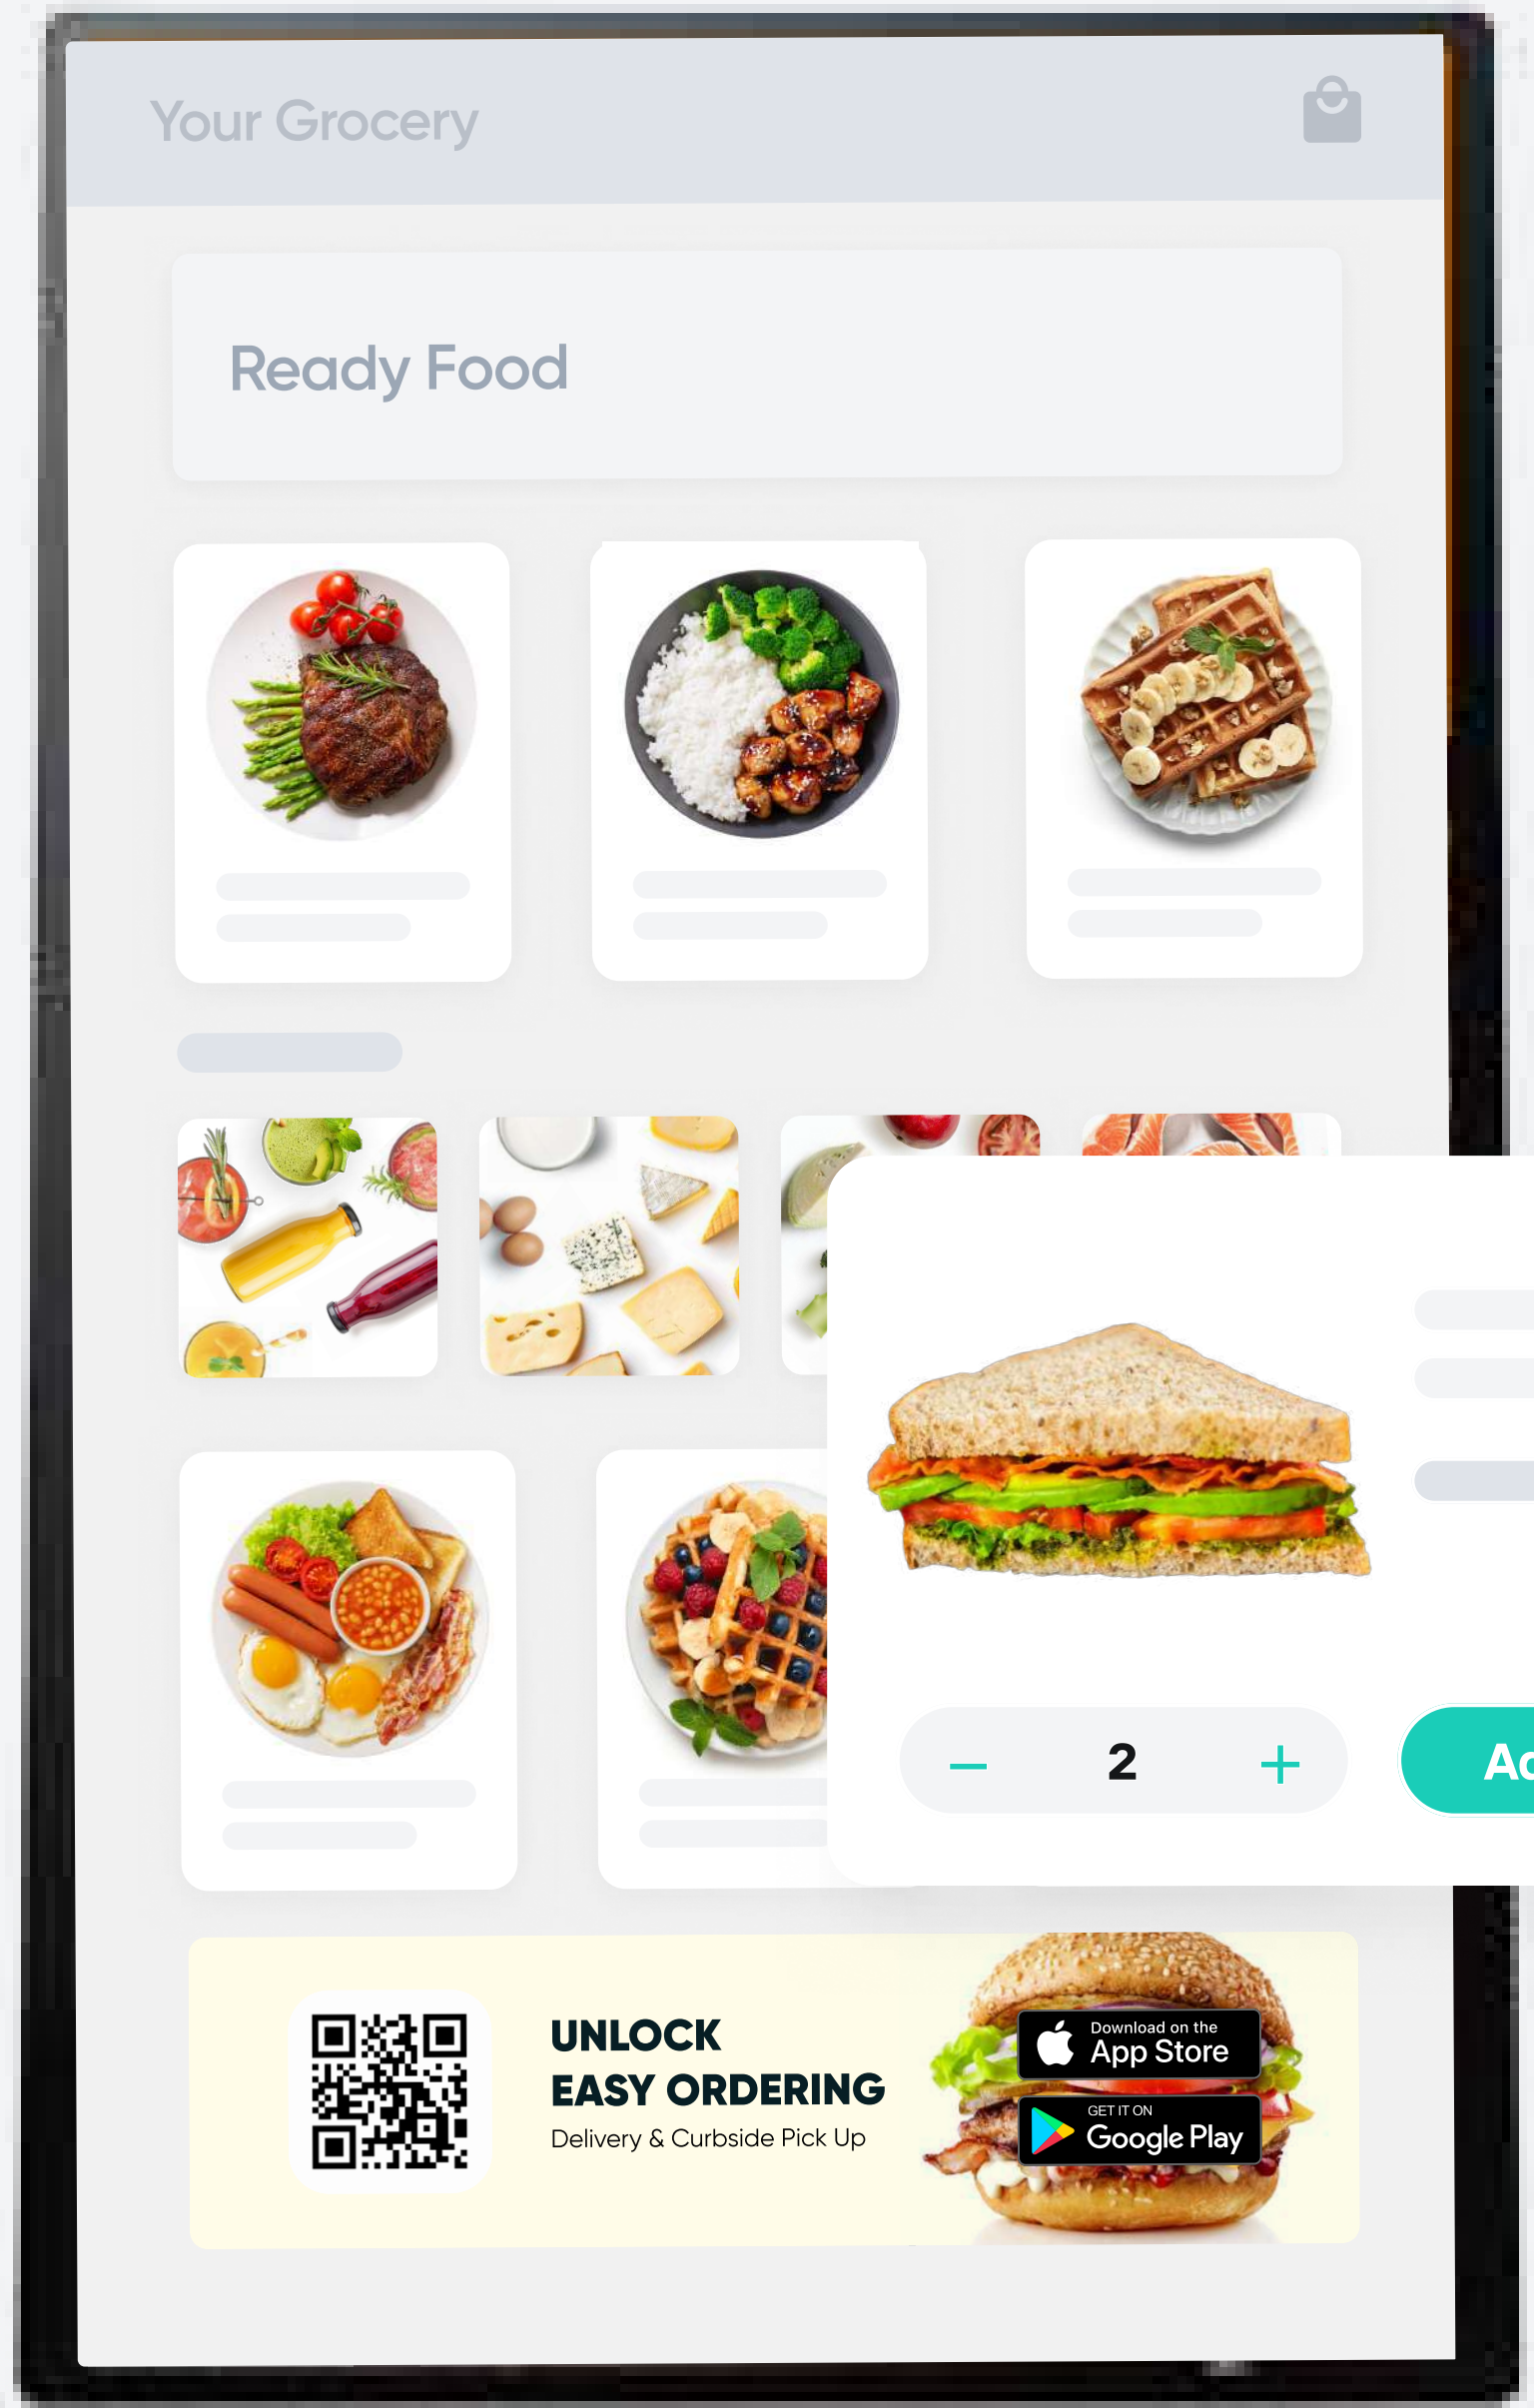 Your Grocery
Ready Food
2
UNLOCK
EASY ORDERING
Delivery & Curbside Pick Up
Download on the
App Store
GET IT ON
Google Play